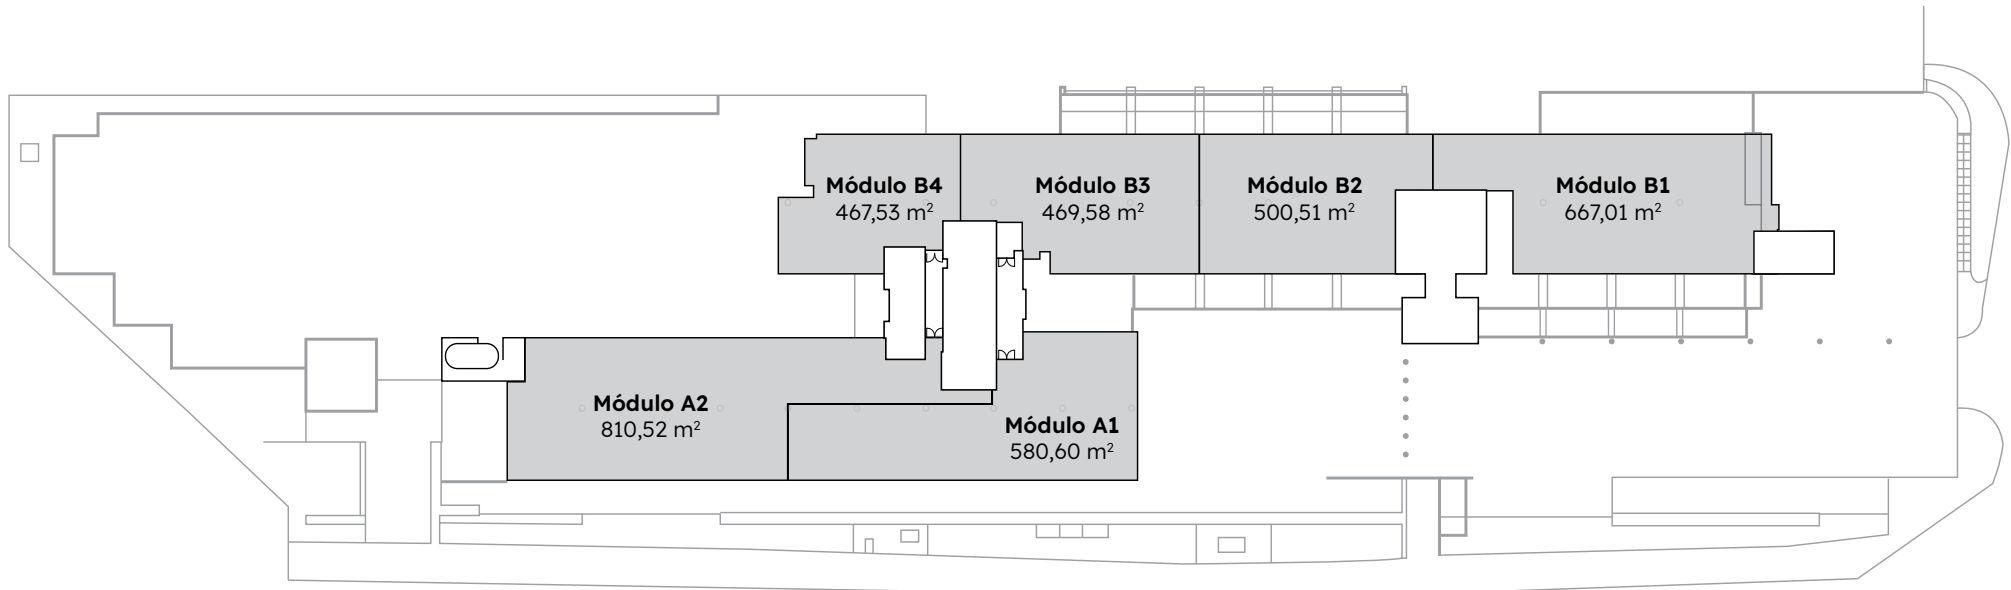 Módulo B4
467,53 m²
Módulo B3
469,58 m²
Módulo B2
500,51 m²
Módulo B1
667,01 m²
Módulo A2
810,52 m²
Módulo A1
580,60 m²